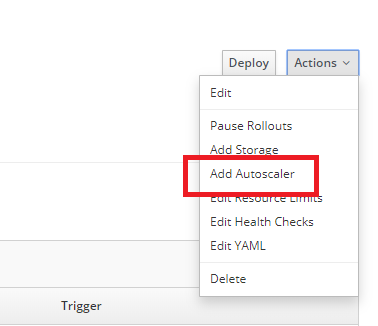 Deploy
Actions
Edit
Pause Rollouts
Add Storage
Add Autoscaler
Edit Resource Limits
Edit Health Checks
Edit YAML
Delete
Trigger